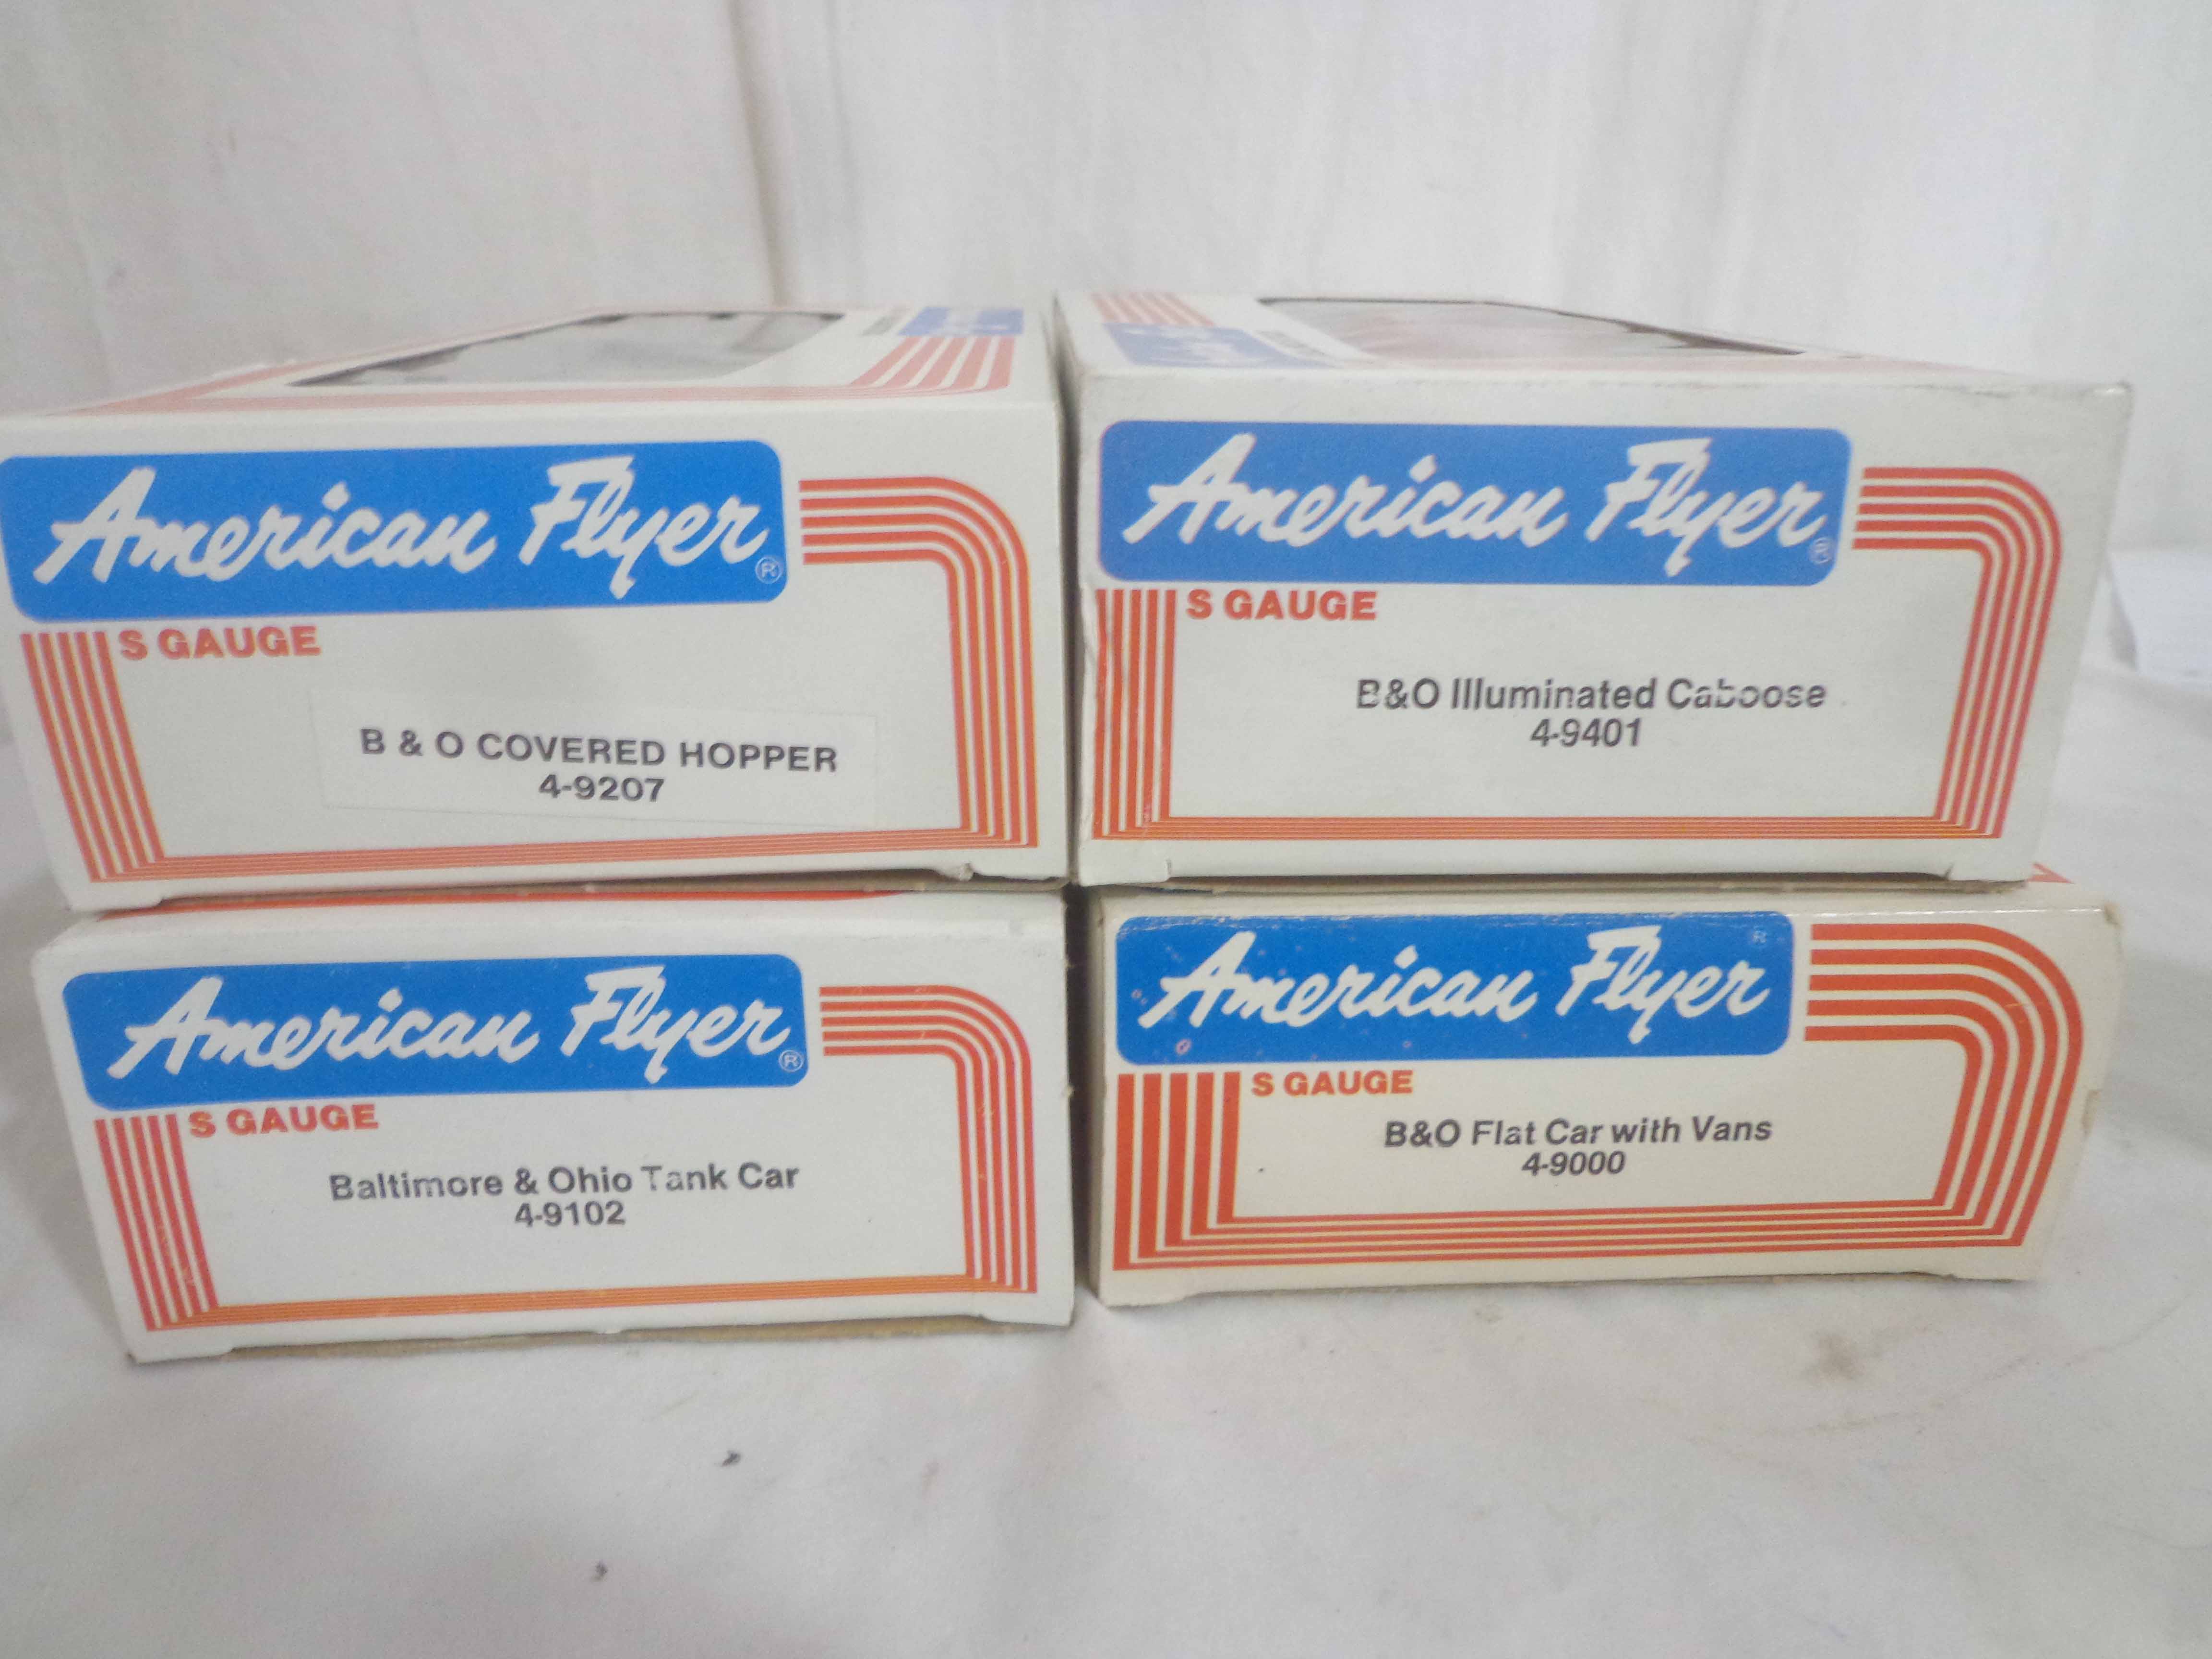 American Flyer®
S GAUGE
B & O COVERED HOPPER
4-9207
American Flyer®
S GAUGE
B&O Illuminated Caboose
4-9401
American Flyer®
S GAUGE
Baltimore & Ohio Tank Car
4-9102
American Flyer®
S GAUGE
B&O Flat Car with Vans
4-9000